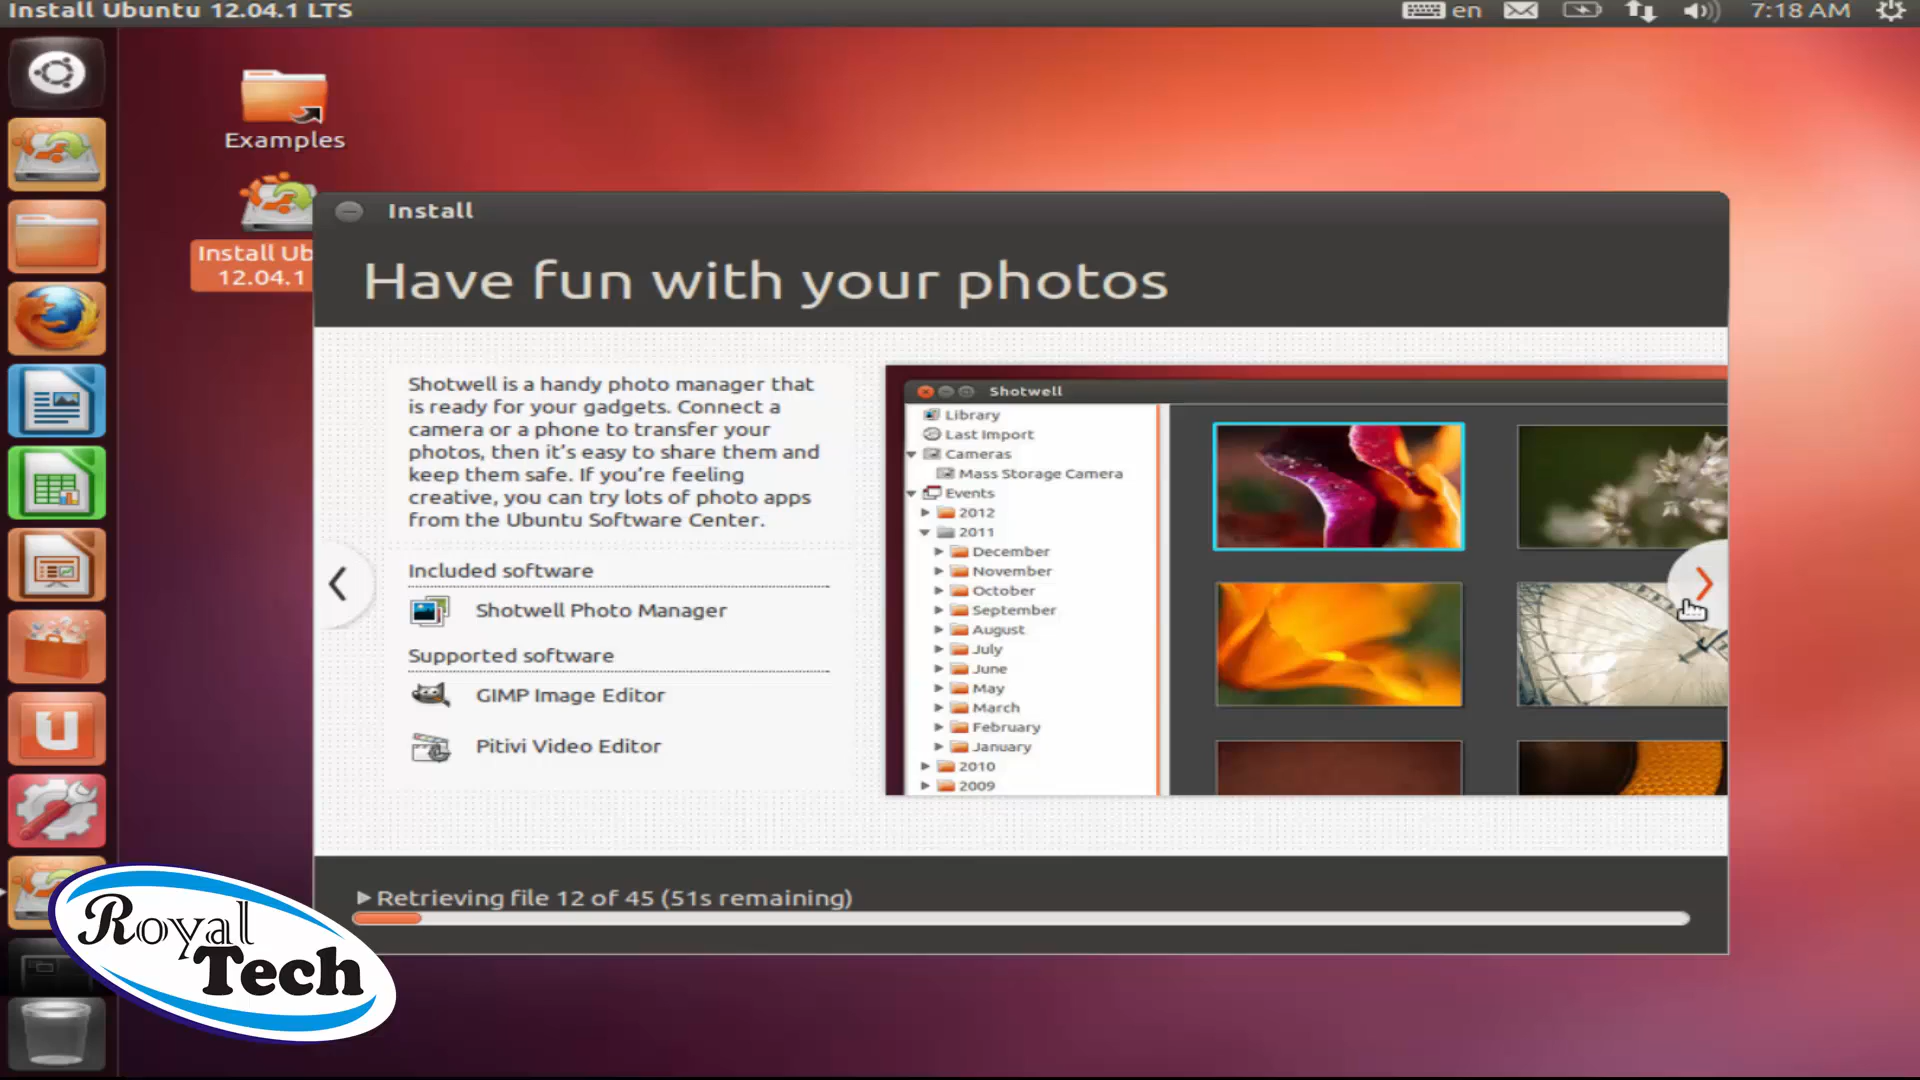 Install Ubuntu 12.04.1 LTS
en
7:18 AM
Examples
Install Ub
12.04.1
Install
Have fun with your photos
Shotwell is a handy photo manager that
is ready for your gadgets. Connect a
camera or a phone to transfer your
photos, then it's easy to share them and
keep them safe. If you're feeling
creative, you can try lots of photo apps
from the Ubuntu Software Center.
Included software
Shotwell Photo Manager
Supported software
GIMP Image Editor
Pitivi Video Editor
Shotwell
Library
Last Import
Cameras
Mass Storage Camera
Events
2012
2011
December
November
October
September
August
July
June
May
March
February
January
2010
2009
Retrieving file 12 of 45 (51s remaining)
Royal
Tech